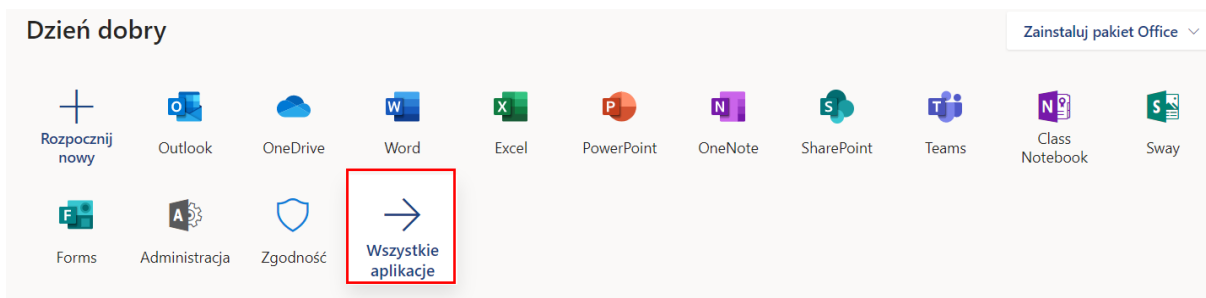 Dzień dobry
Zainstaluj pakiet Office
Rozpocznij
nowy
Outlook
OneDrive
Word
Excel
PowerPoint
OneNote
SharePoint
Teams
Class
Notebook
Sway
Forms
Administracja
Zgodność
Wszystkie
aplikacje